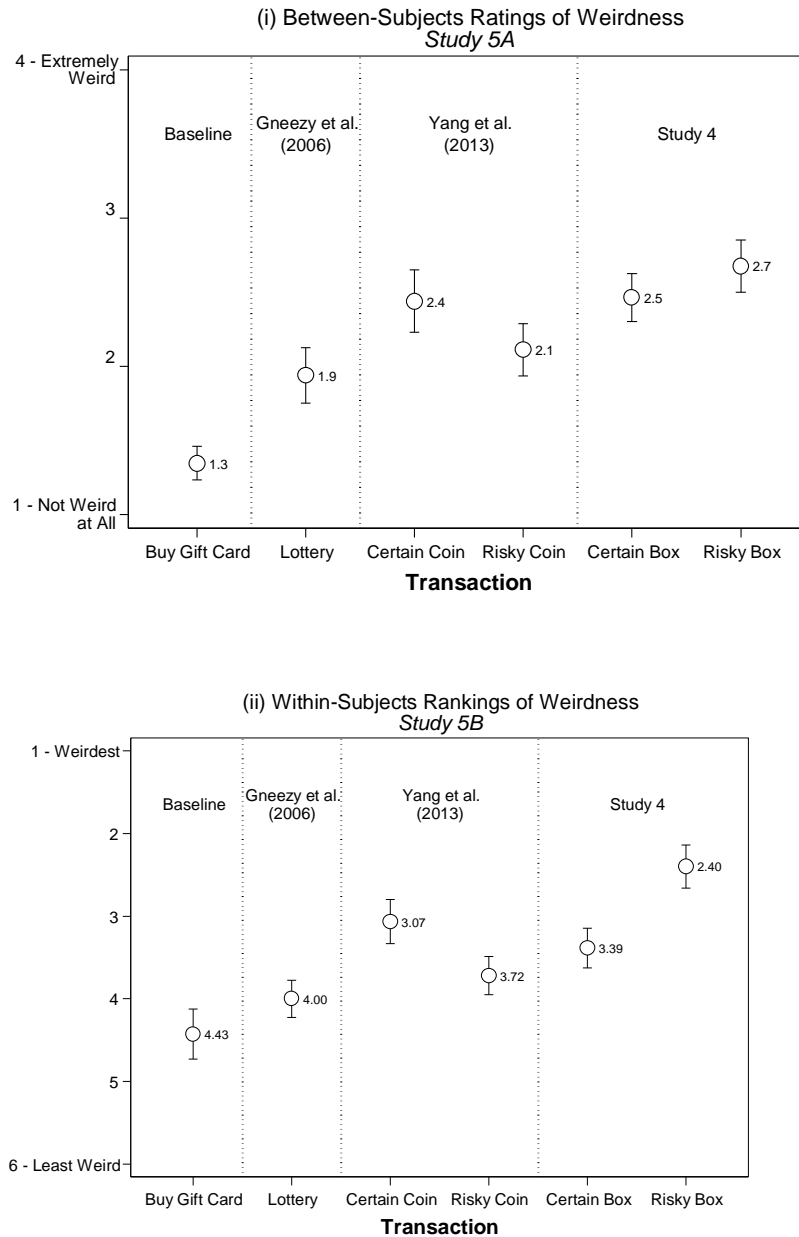 (i) Between-Subjects Ratings of Weirdness
Study 5A
4 - Extremely
Weird
Baseline
Gneezy et al.
(2006)
Yang et al.
(2013)
Study 4
3
2
1 - Not Weird
at All
1.3
1.9
2.4
2.1
2.5
2.7
Buy Gift Card
Lottery
Certain Coin
Risky Coin
Certain Box
Risky Box
Transaction
(ii) Within-Subjects Rankings of Weirdness
Study 5B
1 - Weirdest
Baseline
Gneezy et al.
(2006)
Yang et al.
(2013)
Study 4
2
3
4
5
6 - Least Weird
4.43
4.00
3.07
3.72
3.39
2.40
Buy Gift Card
Lottery
Certain Coin
Risky Coin
Certain Box
Risky Box
Transaction